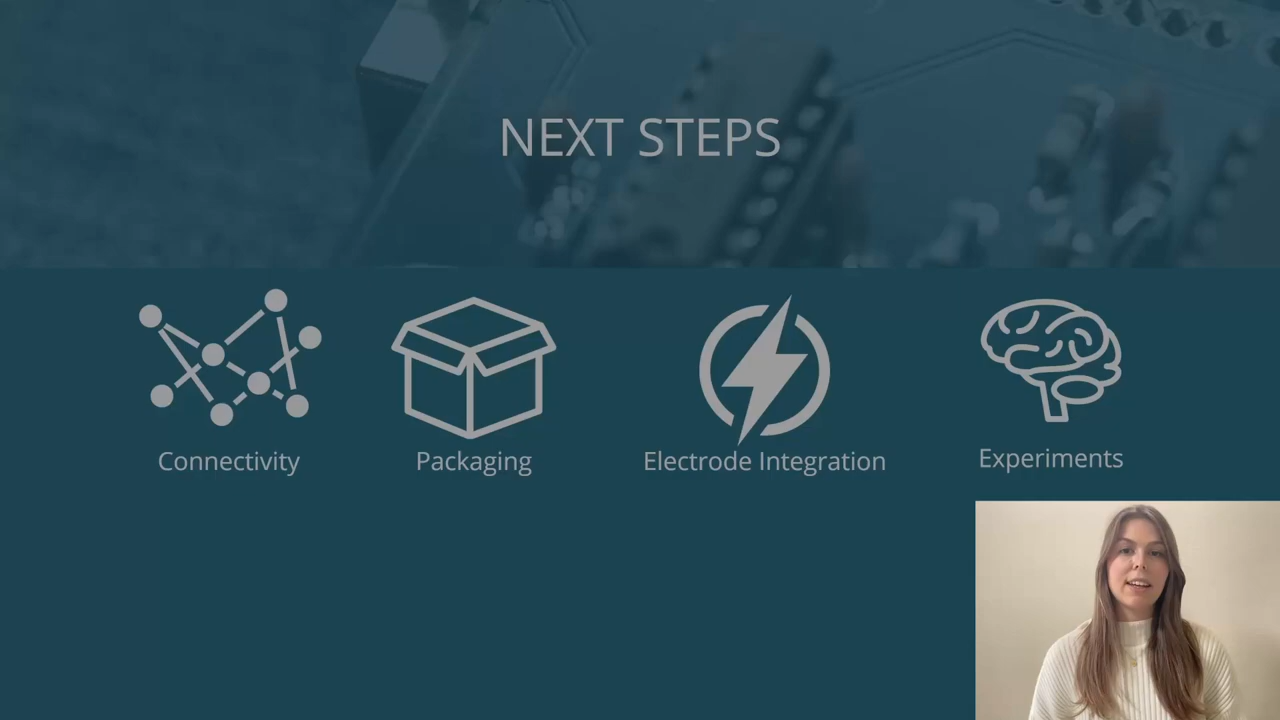 NEXT STEPS
Connectivity
Packaging
Electrode Integration
Experiments